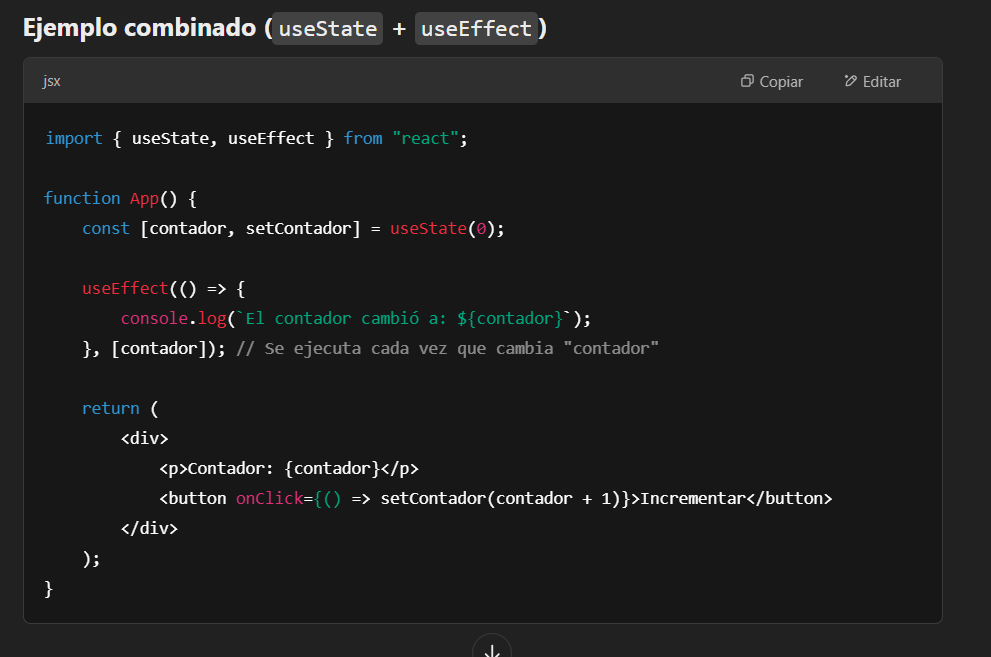 Ejemplo combinado (useState + useEffect)
jsx
Copiar
Editar
import { useState, useEffect } from "react";
function App() {
    const [contador, setContador] = useState(0);
    useEffect(() => {
        console.log(`El contador cambió a: ${contador}`);
    }, [contador]); // Se ejecuta cada vez que cambia "contador"
    return (
        <div>
            <p>Contador: {contador}</p>
            <button onClick={() => setContador(contador + 1)}>Incrementar</button>
        </div>
    );
}